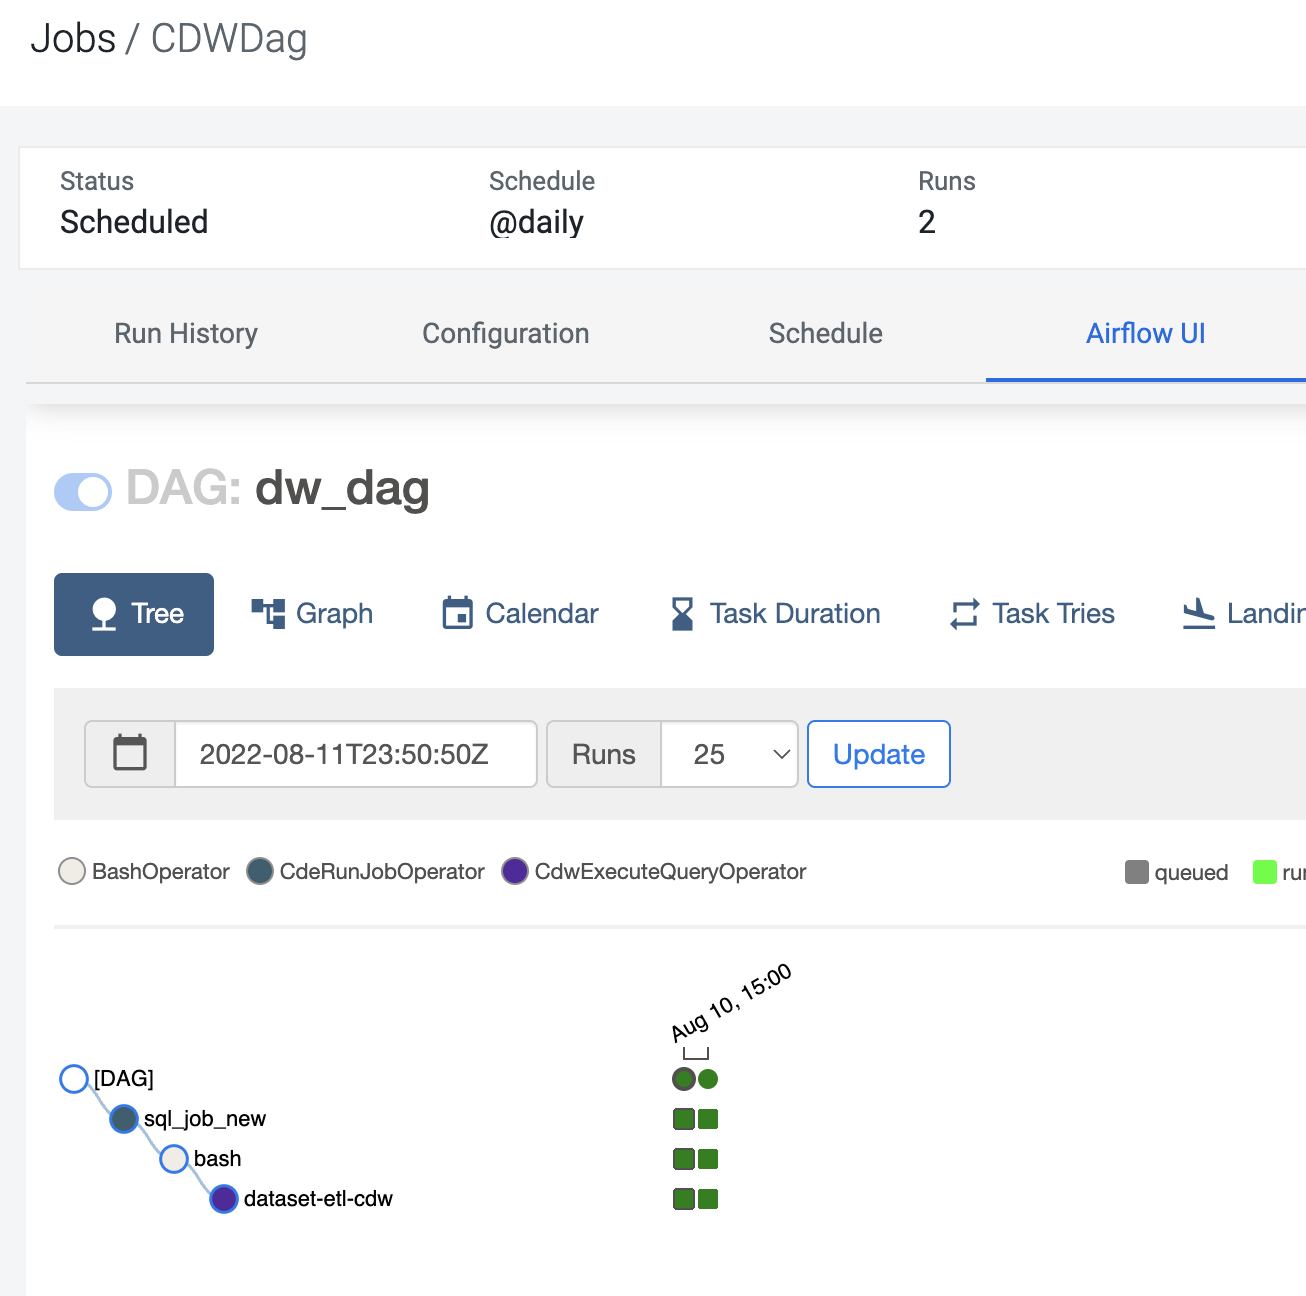 Jobs / CDWDag
Status Schedule Runs
Scheduled @daily 2
Run History Configuration Schedule Airflow UI
DAG: dw_dag
Tree Graph Calendar Task Duration Task Tries Landin
2022-08-11T23:50:50Z Runs 25 Update
BashOperator CdeRunJobOperator CdwExecuteQueryOperator queued ru
Aug 10, 15:00
[DAG]
sql_job_new
bash
dataset-etl-cdw